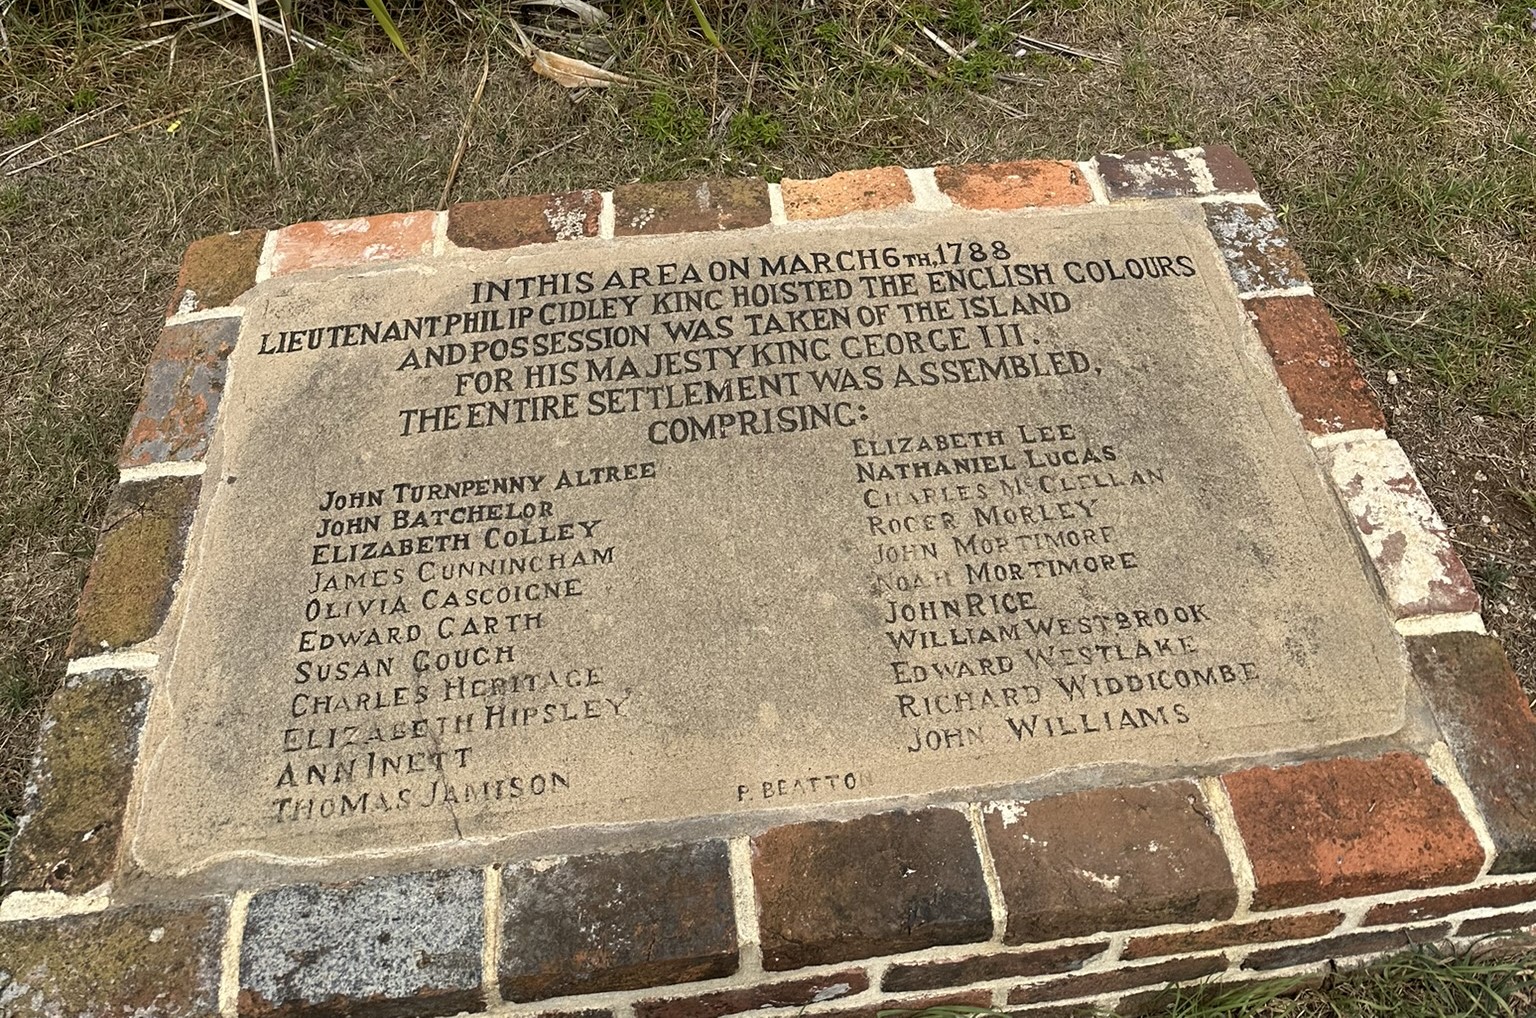 IN THIS AREA ON MARCH 6TH, 1788
LIEUTENANT PHILIP GIDLEY KING HOISTED THE ENGLISH COLOURS
AND POSSESSION WAS TAKEN OF THE ISLAND
FOR HIS MAJESTY KING GEORGE III.
THE ENTIRE SETTLEMENT WAS ASSEMBLED,
COMPRISING:
JOHN TURNPENNY ALTREE
JOHN BATCHELOR
ELIZABETH COLLEY
JAMES CUNNINGHAM
OLIVIA GASCOIGNE
EDWARD GARTH
SUSAN GOUGH
CHARLES HERITAGE
ELIZABETH HIPSLEY
ANN INETT
THOMAS JAMISON
ELIZABETH LEE
NATHANIEL LUCAS
CHARLES McCLELLAN
ROGER MORLEY
JOHN MORTIMORE
NOAH MORTIMORE
JOHN RICE
WILLIAM WESTBROOK
EDWARD WESTLAKE
RICHARD WIDDICOMBE
JOHN WILLIAMS
P. BEATTON